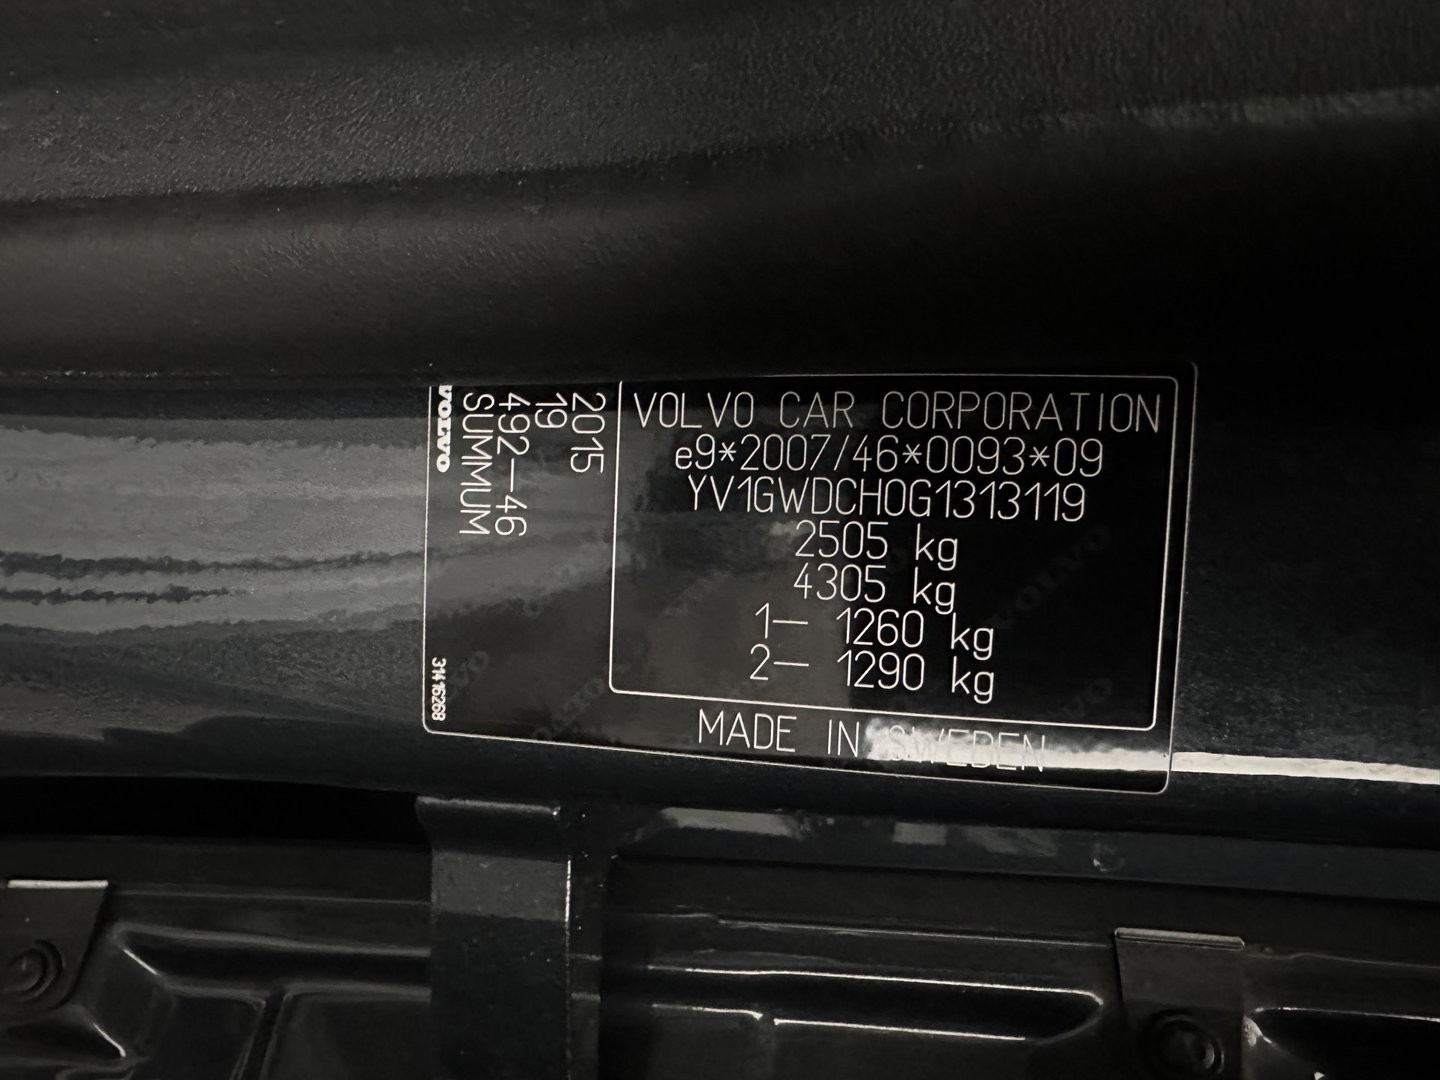 VOLVO CAR CORPORATION
e9*2007/46*0093*09
YV1GWDCH0G1313119
2505 kg
4305 kg
1— 1260 kg
2— 1290 kg
MADE IN SWEDEN
2015
19
492—46
SUMMUM
VOLVO
31415268